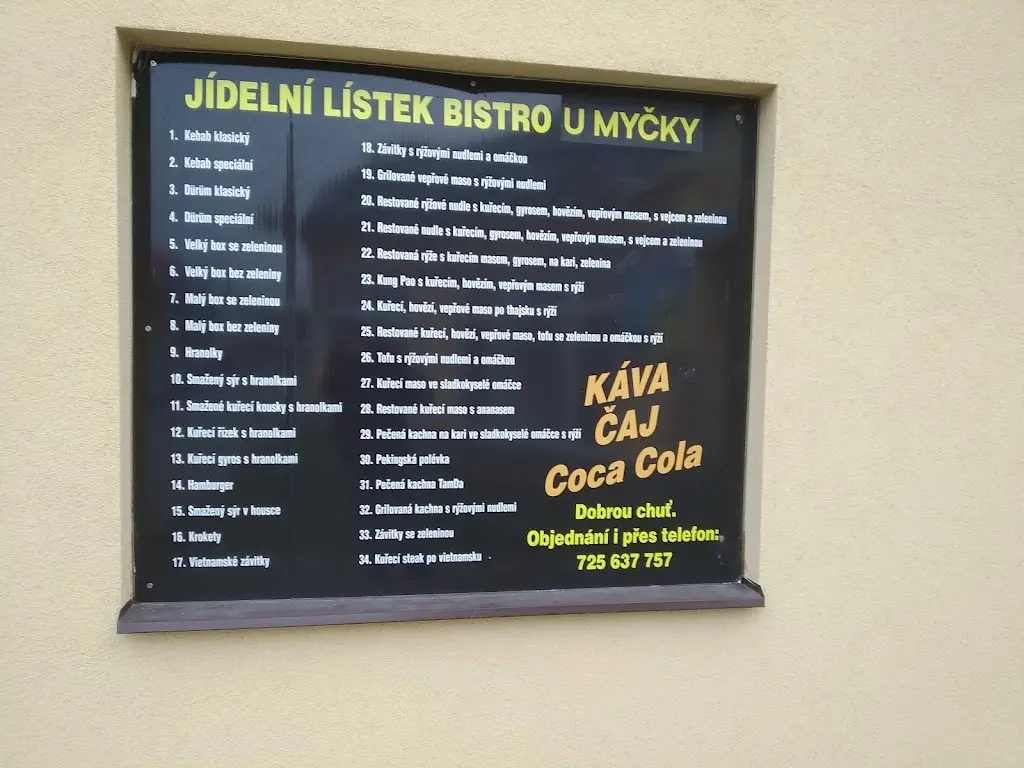 JÍDELNÍ LÍSTEK BISTRO U MYČKY
1. Kebab klasický
2. Kebab speciální
3. Dürüm klasický
4. Dürüm speciální
5. Velký box se zeleninou
6. Velký box bez zeleniny
7. Malý box se zeleninou
8. Malý box bez zeleniny
9. Hranolky
10. Smažený sýr s hranolkami
11. Smažené kuřecí kousky s hranolkami
12. Kuřecí řízek s hranolkami
13. Kuřecí gyros s hranolkami
14. Hamburger
15. Smažený sýr v housce
16. Krokety
17. Vietnamské závitky
18. Závitky s rýžovými nudlemi a omáčkou
19. Grilované vepřové maso s rýžovými nudlemi
20. Restované rýžové nudle s kuřecím, gyrosem, hovězím, vepřovým masem, s vejcem a zeleninou
21. Restované nudle s kuřecím, gyrosem, hovězím, vepřovým masem, s vejcem a zeleninou
22. Restovaná rýže s kuřecím masem, gyrosem, na kari, zelenina
23. Kung Pao s kuřecím, hovězím, vepřovým masem s rýží
24. Kuřecí, hovězí, vepřové maso po thajsku s rýží
25. Restované kuřecí, hovězí, vepřové maso, tofu se zeleninou a omáčkou s rýží
26. Tofu s rýžovými nudlemi a omáčkou
27. Kuřecí maso ve sladkokyselé omáčce
28. Restované kuřecí maso s ananasem
29. Pečená kachna na kari ve sladkokyselé omáčce s rýží
30. Pekingská polévka
31. Pečená kachna TamDa
32. Grilovaná kachna s rýžovými nudlemi
33. Závitky se zeleninou
34. Kuřecí steak po vietnamsku
KÁVA
ČAJ
Coca Cola
Dobrou chuť.
Objednání i přes telefon:
725 637 757